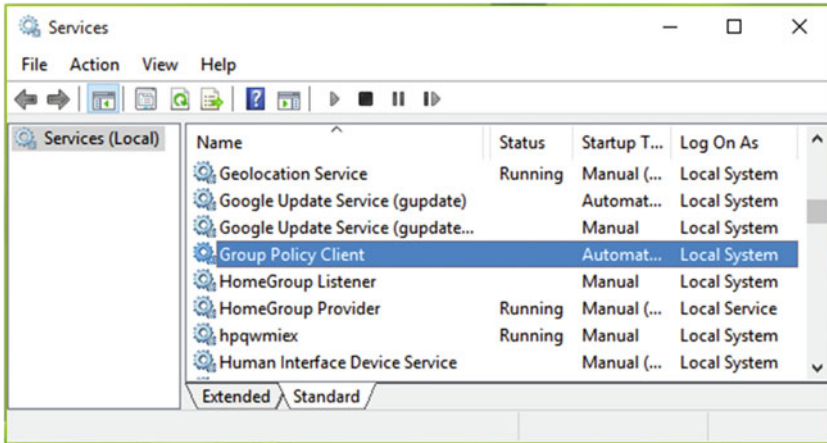 Services
File Action View Help
Services (Local)
Name Status Startup T... Log On As
Geolocation Service Running Manual (... Local System
Google Update Service (gupdate) Automat... Local System
Google Update Service (gupdate... Manual Local System
Group Policy Client Automat... Local System
HomeGroup Listener Manual Local System
HomeGroup Provider Running Manual (... Local Service
hpqwmiex Running Manual Local System
Human Interface Device Service Manual (... Local System
Extended Standard